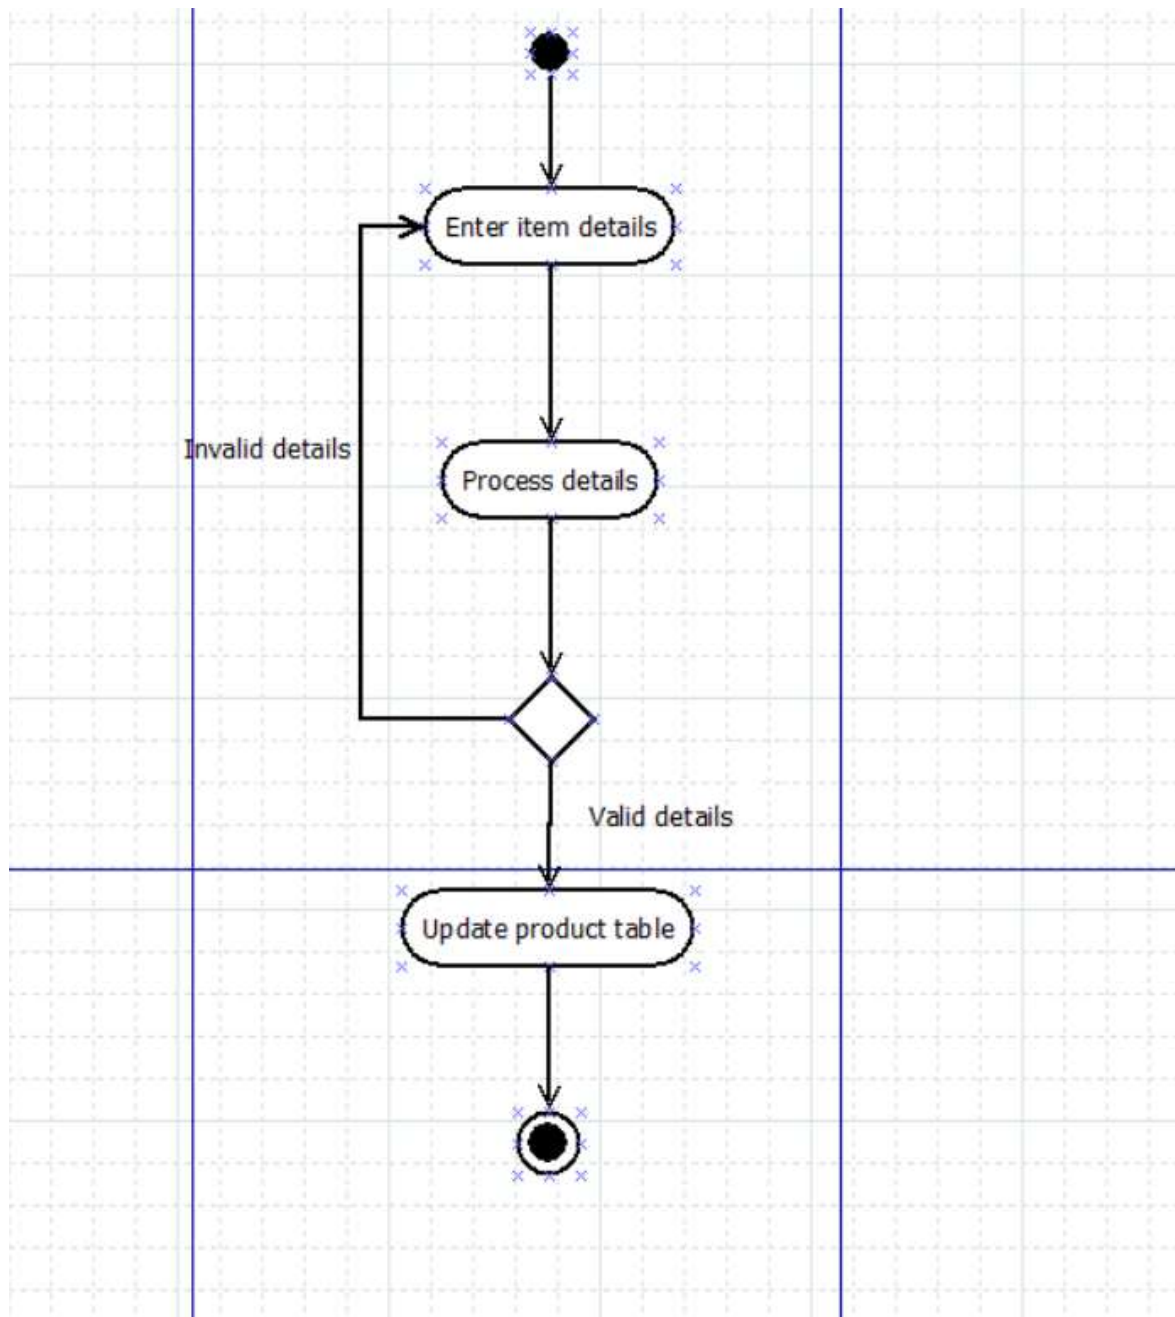 Enter item details
Invalid details
Process details
Valid details
Update product table